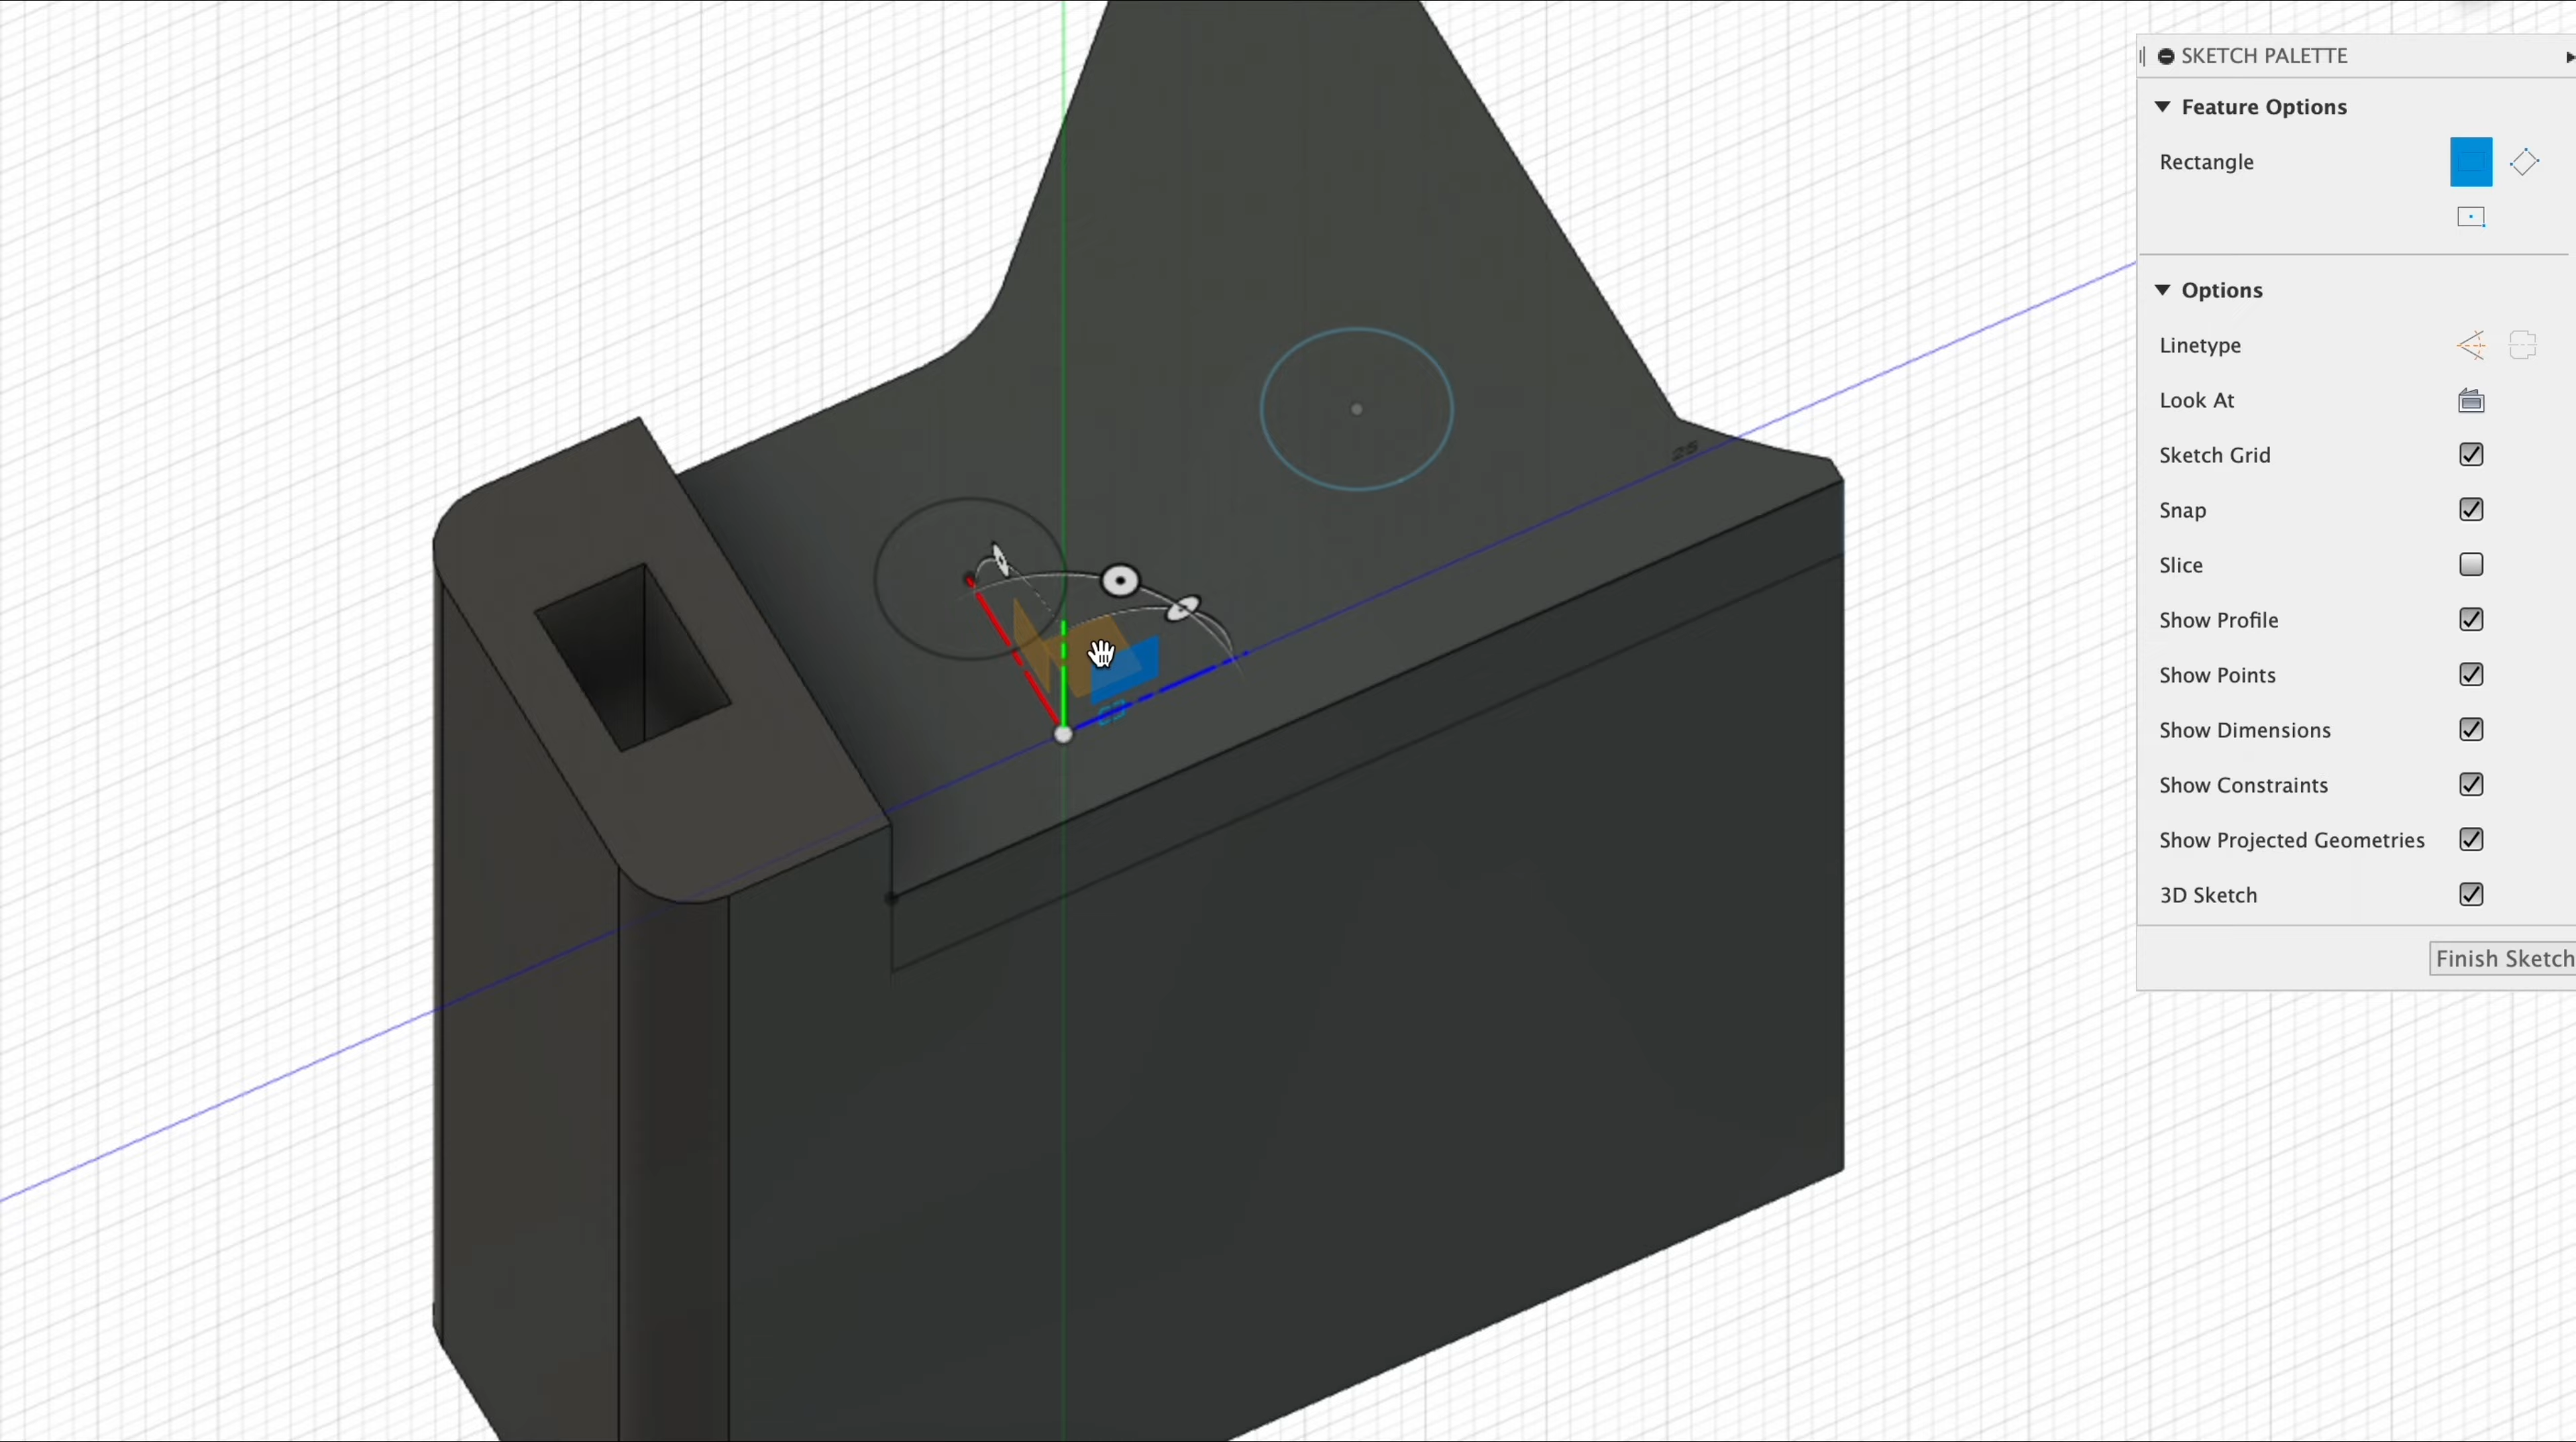 SKETCH PALETTE
Feature Options
Rectangle
Options
Linetype
Look At
Sketch Grid
Snap
Slice
Show Profile
Show Points
Show Dimensions
Show Constraints
Show Projected Geometries
3D Sketch
Finish Sketch
25